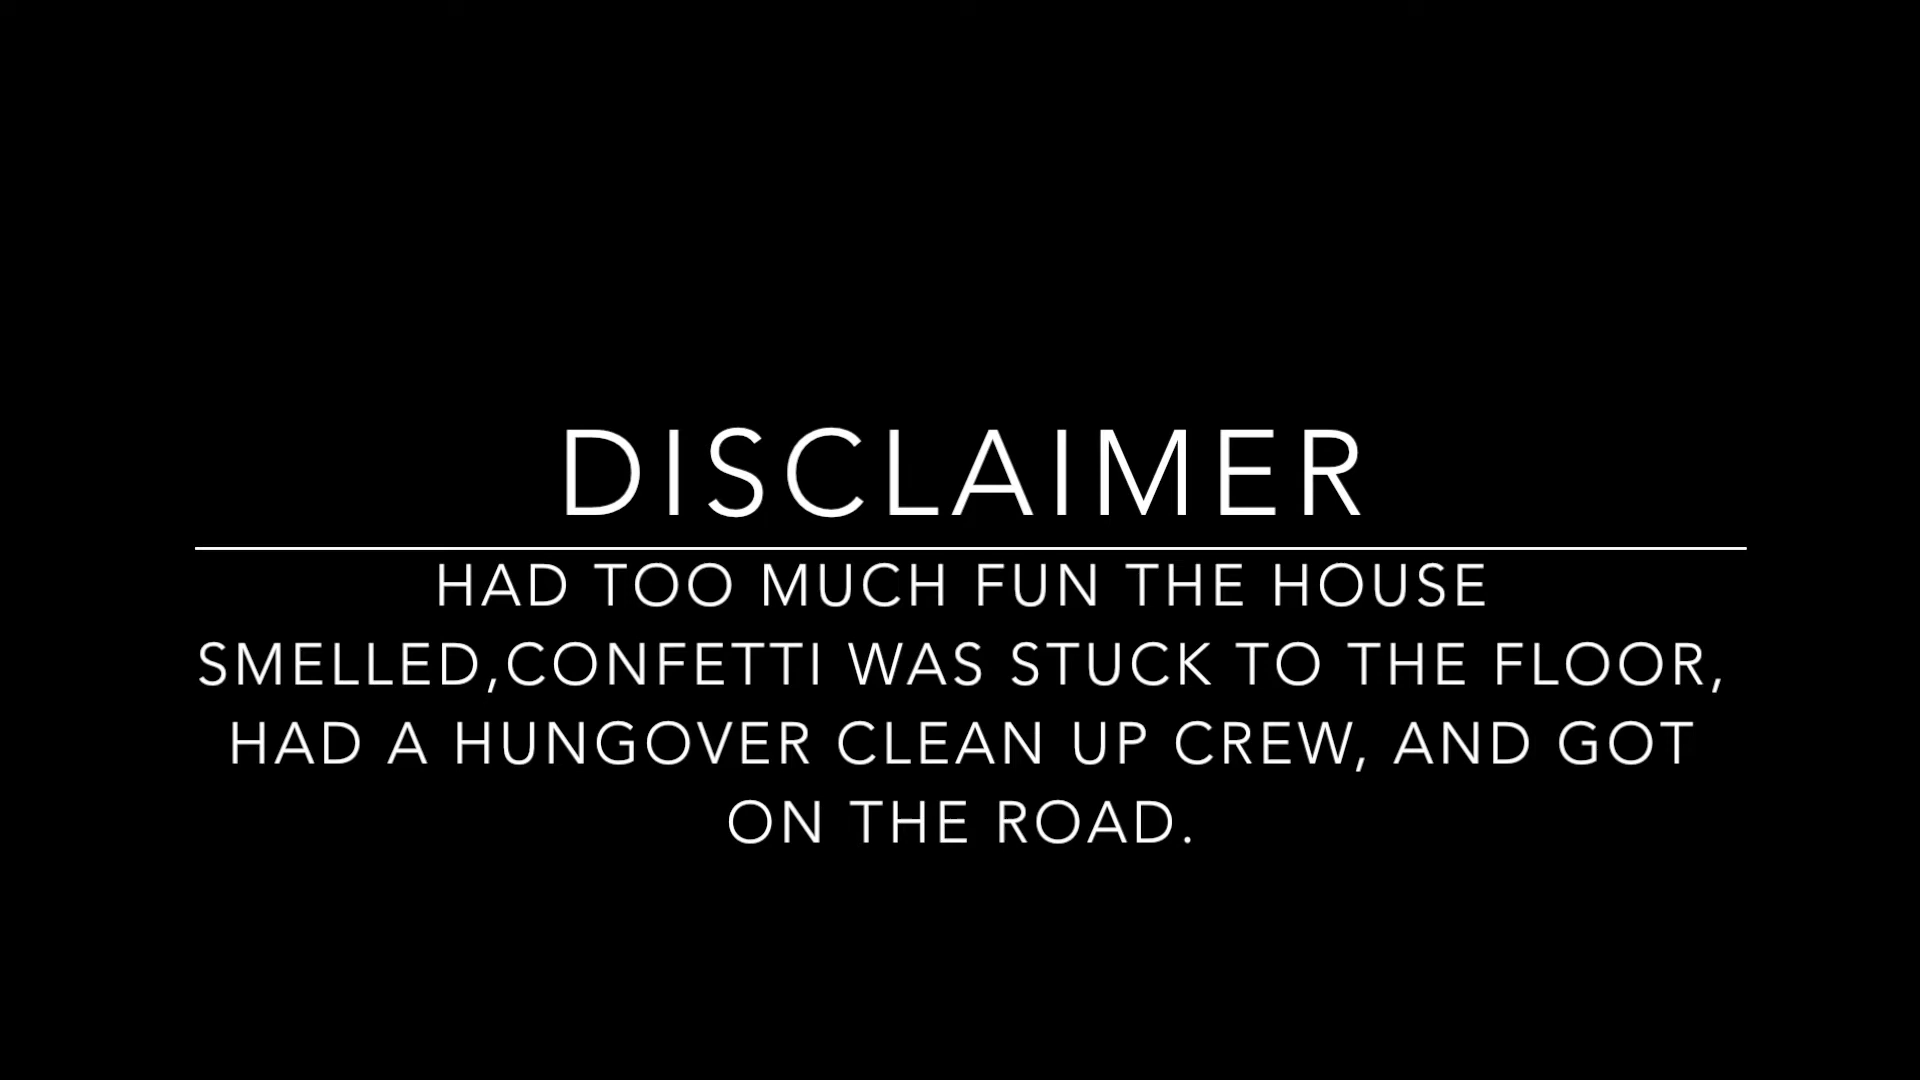 DISCLAIMER
HAD TOO MUCH FUN THE HOUSE
SMELLED,CONFETTI WAS STUCK TO THE FLOOR,
HAD A HUNGOVER CLEAN UP CREW, AND GOT
ON THE ROAD.